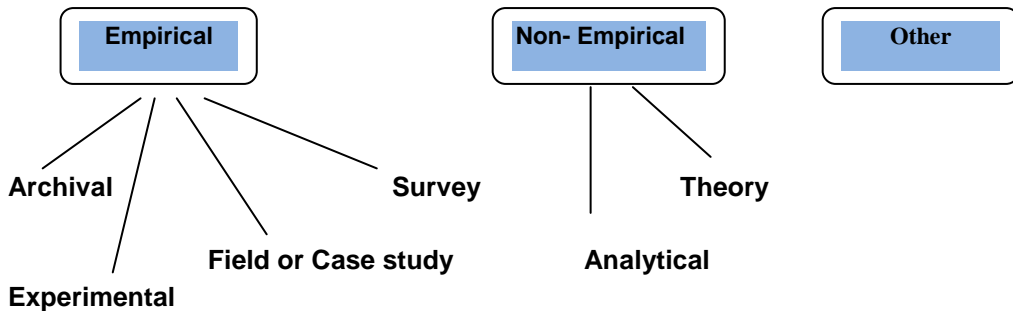 Empirical
Non- Empirical
Other
Archival
Survey
Theory
Field or Case study
Analytical
Experimental